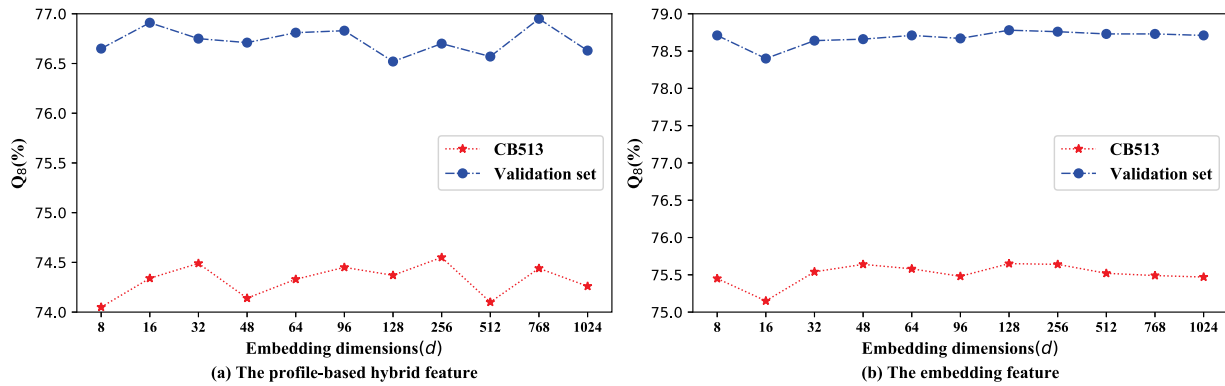 77.0
76.5
76.0
75.5
75.0
74.5
74.0
Q8(%)
CB513
Validation set
8 16 32 48 64 96 128 256 512 768 1024
Embedding dimensions(d)
(a) The profile-based hybrid feature
79.0
78.5
78.0
77.5
77.0
76.5
76.0
75.5
75.0
Q8(%)
CB513
Validation set
8 16 32 48 64 96 128 256 512 768 1024
Embedding dimensions(d)
(b) The embedding feature